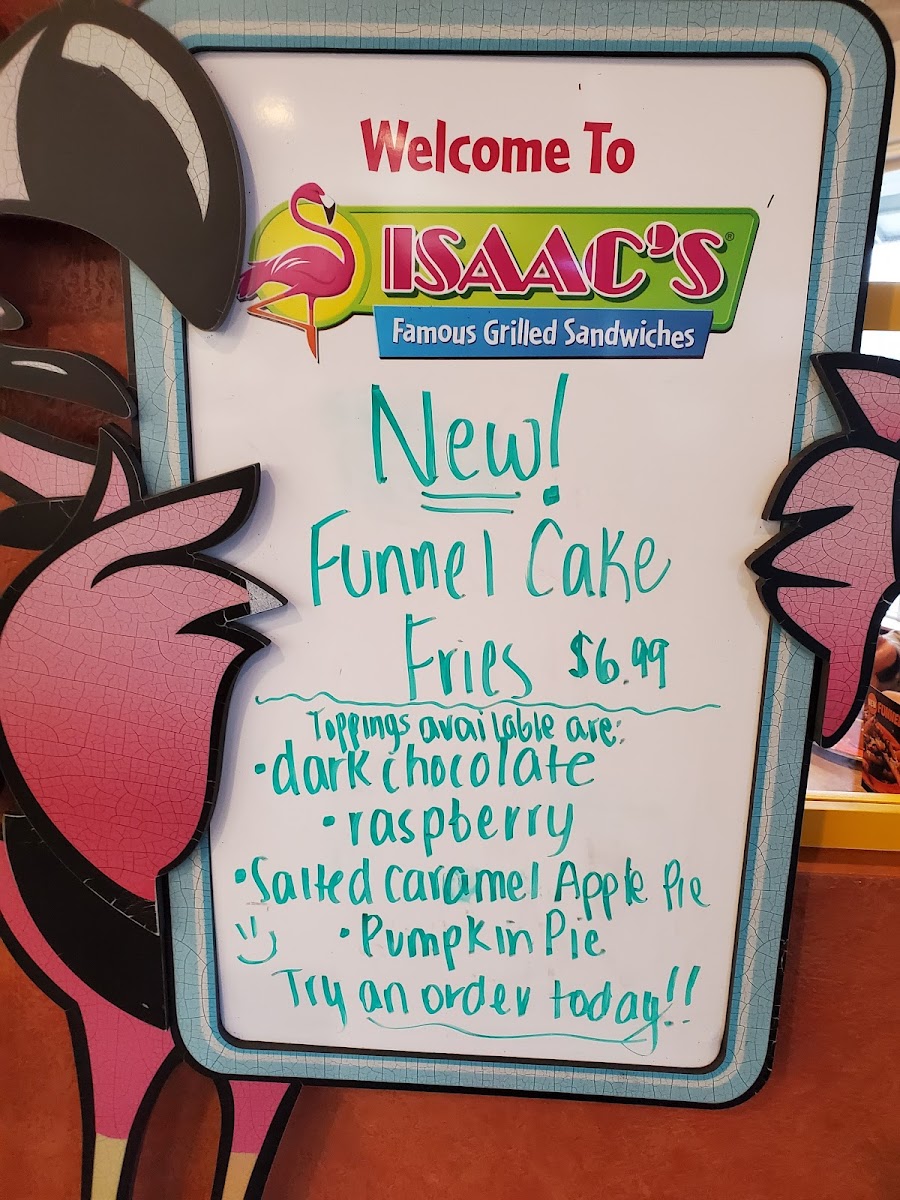 Welcome To
ISAAC'S®
Famous Grilled Sandwiches
New!
Funnel Cake
Fries $6.99
Toppings available are:
•dark chocolate
•raspberry
•Salted caramel Apple Pie
•Pumpkin Pie
Try an order today!!